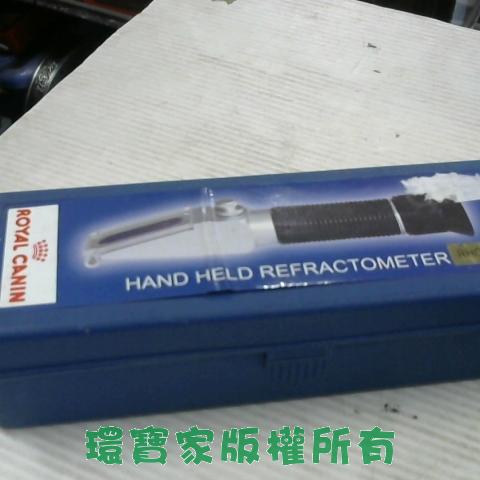 ROYAL CANIN
HAND HELD REFRACTOMETER
環寶家版權所有